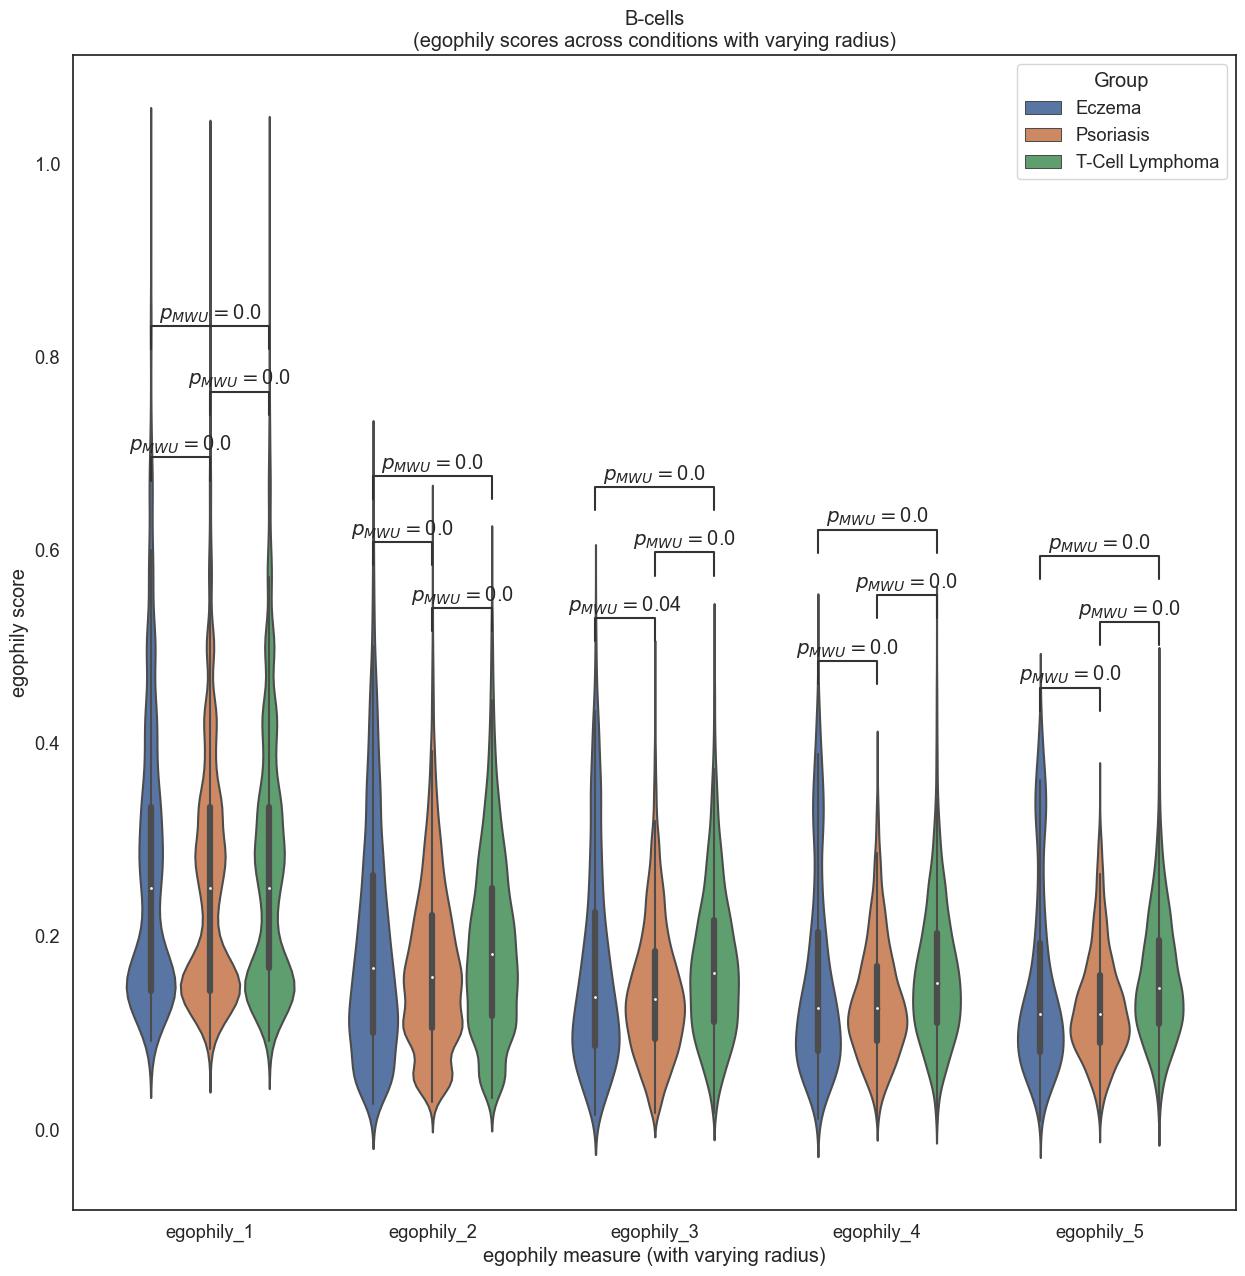 B-cells
(egophily scores across conditions with varying radius)
Group
Eczema
Psoriasis
T-Cell Lymphoma
egophily score
1.0
0.8
0.6
0.4
0.2
0.0
p_MWU = 0.0
p_MWU = 0.0
p_MWU = 0.0
p_MWU = 0.0
p_MWU = 0.0
p_MWU = 0.0
p_MWU = 0.0
p_MWU = 0.0
p_MWU = 0.04
p_MWU = 0.0
p_MWU = 0.0
p_MWU = 0.0
p_MWU = 0.0
p_MWU = 0.0
p_MWU = 0.0
egophily_1 egophily_2 egophily_3 egophily_4 egophily_5
egophily measure (with varying radius)